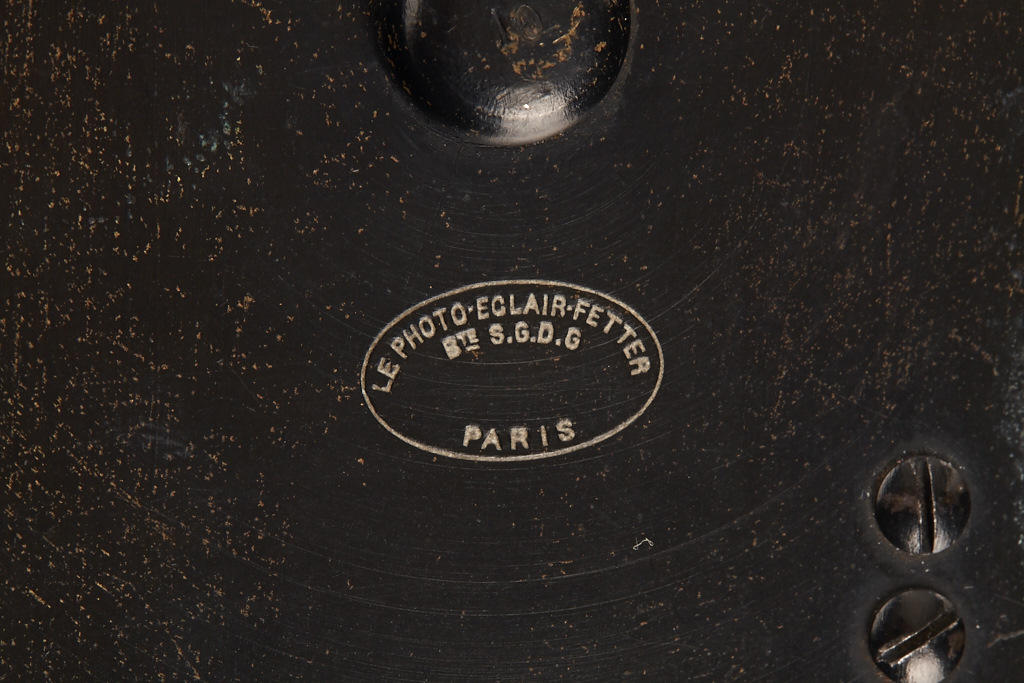 LE PHOTO-ECLAIR-FETTER
BTE S.G.D.G
PARIS